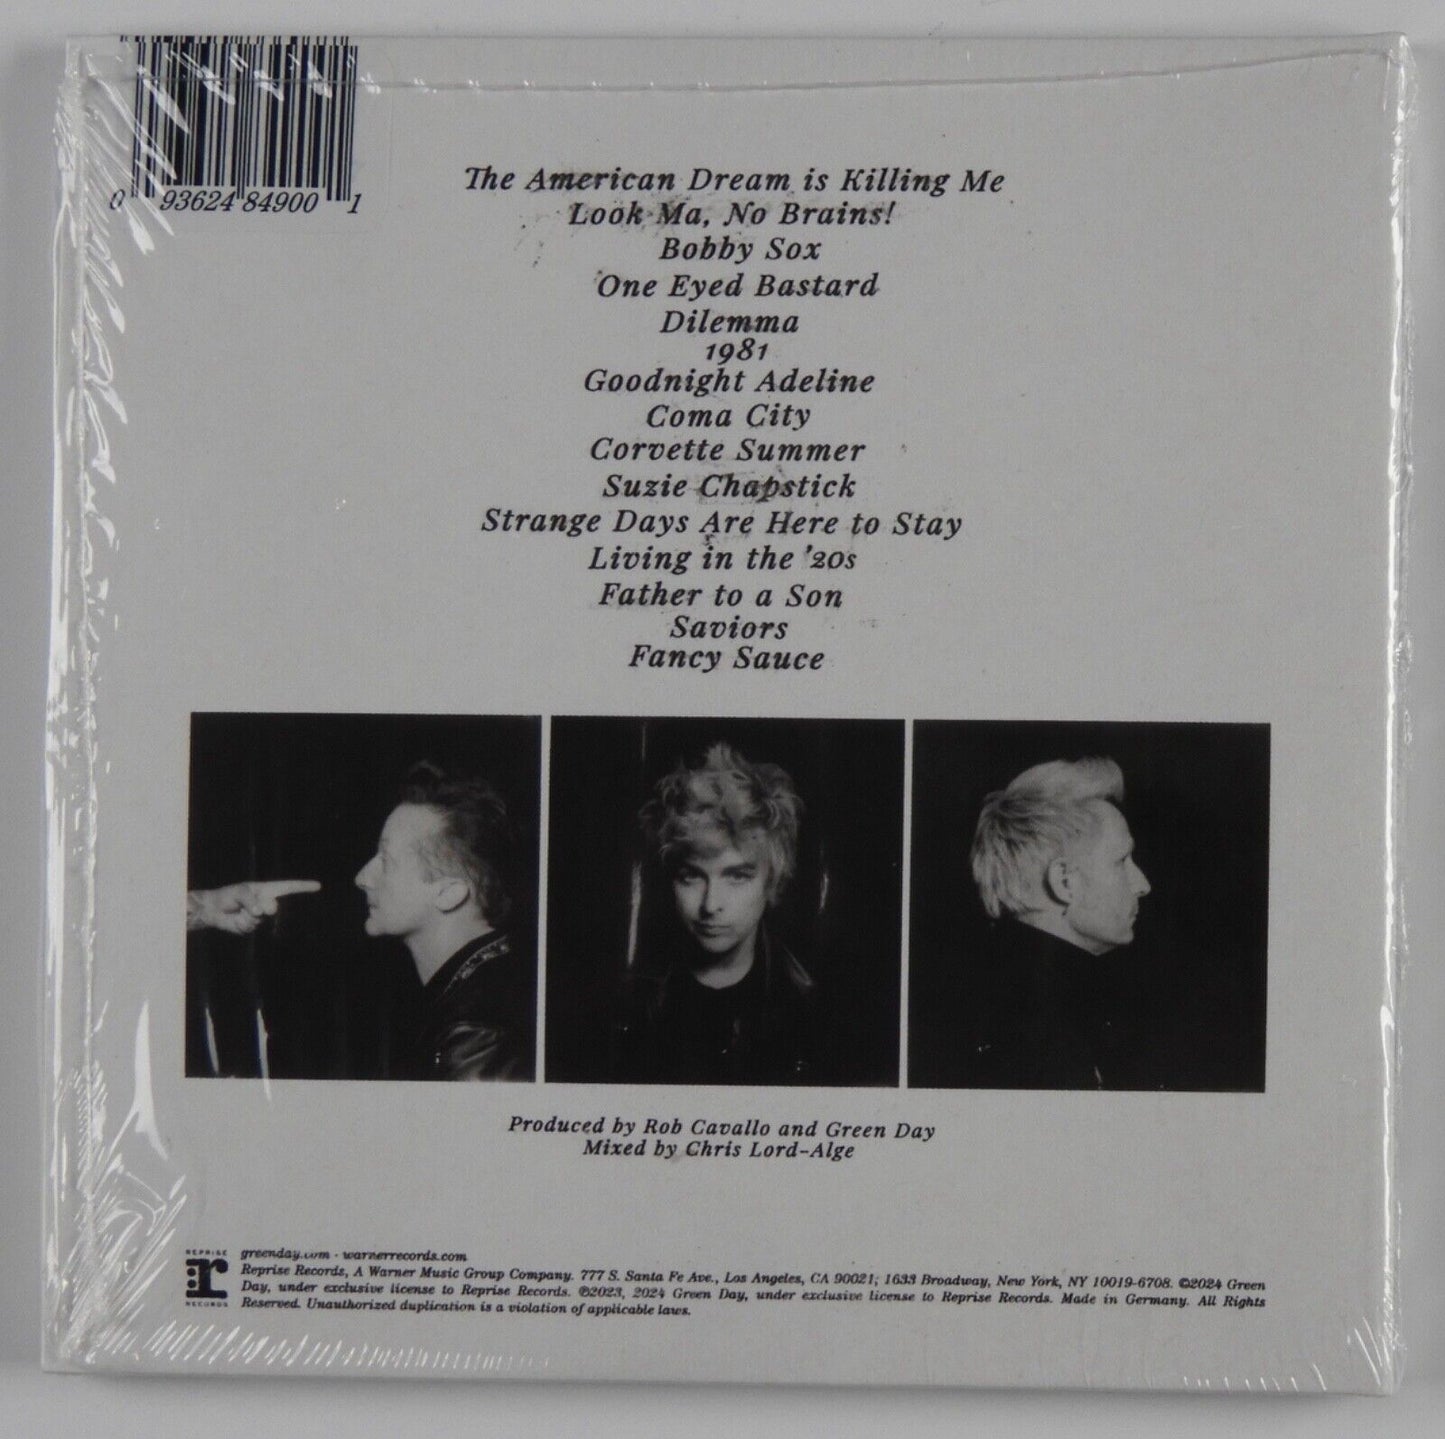 0 93624 84900 1
The American Dream is Killing Me
Look Ma, No Brains!
Bobby Sox
One Eyed Bastard
Dilemma
1981
Goodnight Adeline
Coma City
Corvette Summer
Suzie Chapstick
Strange Days Are Here to Stay
Living in the '20s
Father to a Son
Saviors
Fancy Sauce
Produced by Rob Cavallo and Green Day
Mixed by Chris Lord-Alge
REPRISE
r
RECORDS
greenday.com · warnerrecords.com
Reprise Records, A Warner Music Group Company. 777 S. Santa Fe Ave., Los Angeles, CA 90021; 1633 Broadway, New York, NY 10019-6708. ©2024 Green
Day, under exclusive license to Reprise Records. ℗2023, 2024 Green Day, under exclusive license to Reprise Records. Made in Germany. All Rights
Reserved. Unauthorized duplication is a violation of applicable laws.